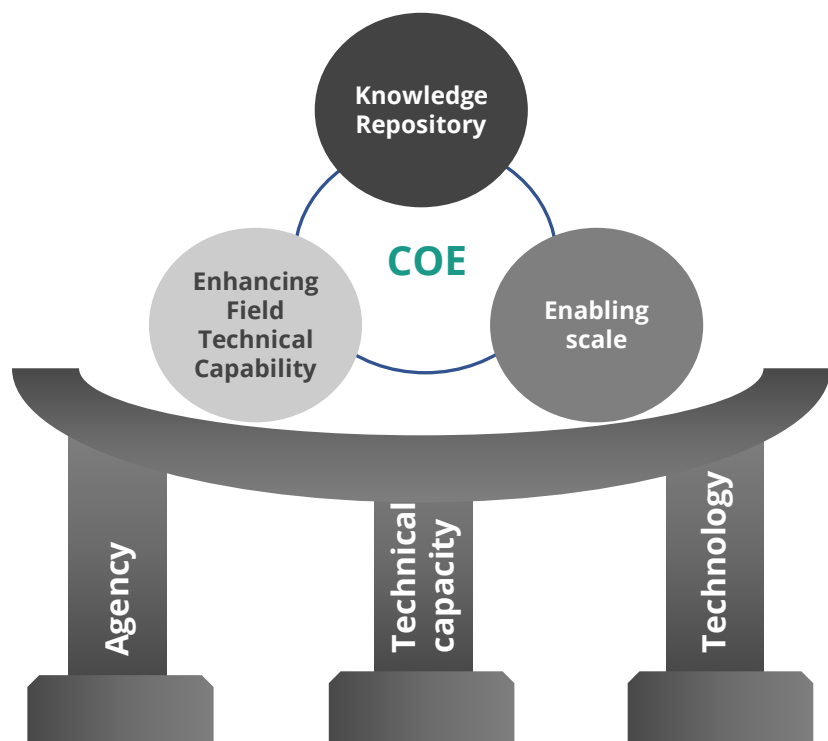 Knowledge
Repository
COE
Enhancing
Field
Technical
Capability
Enabling
scale
Agency
Technical
capacity
Technology